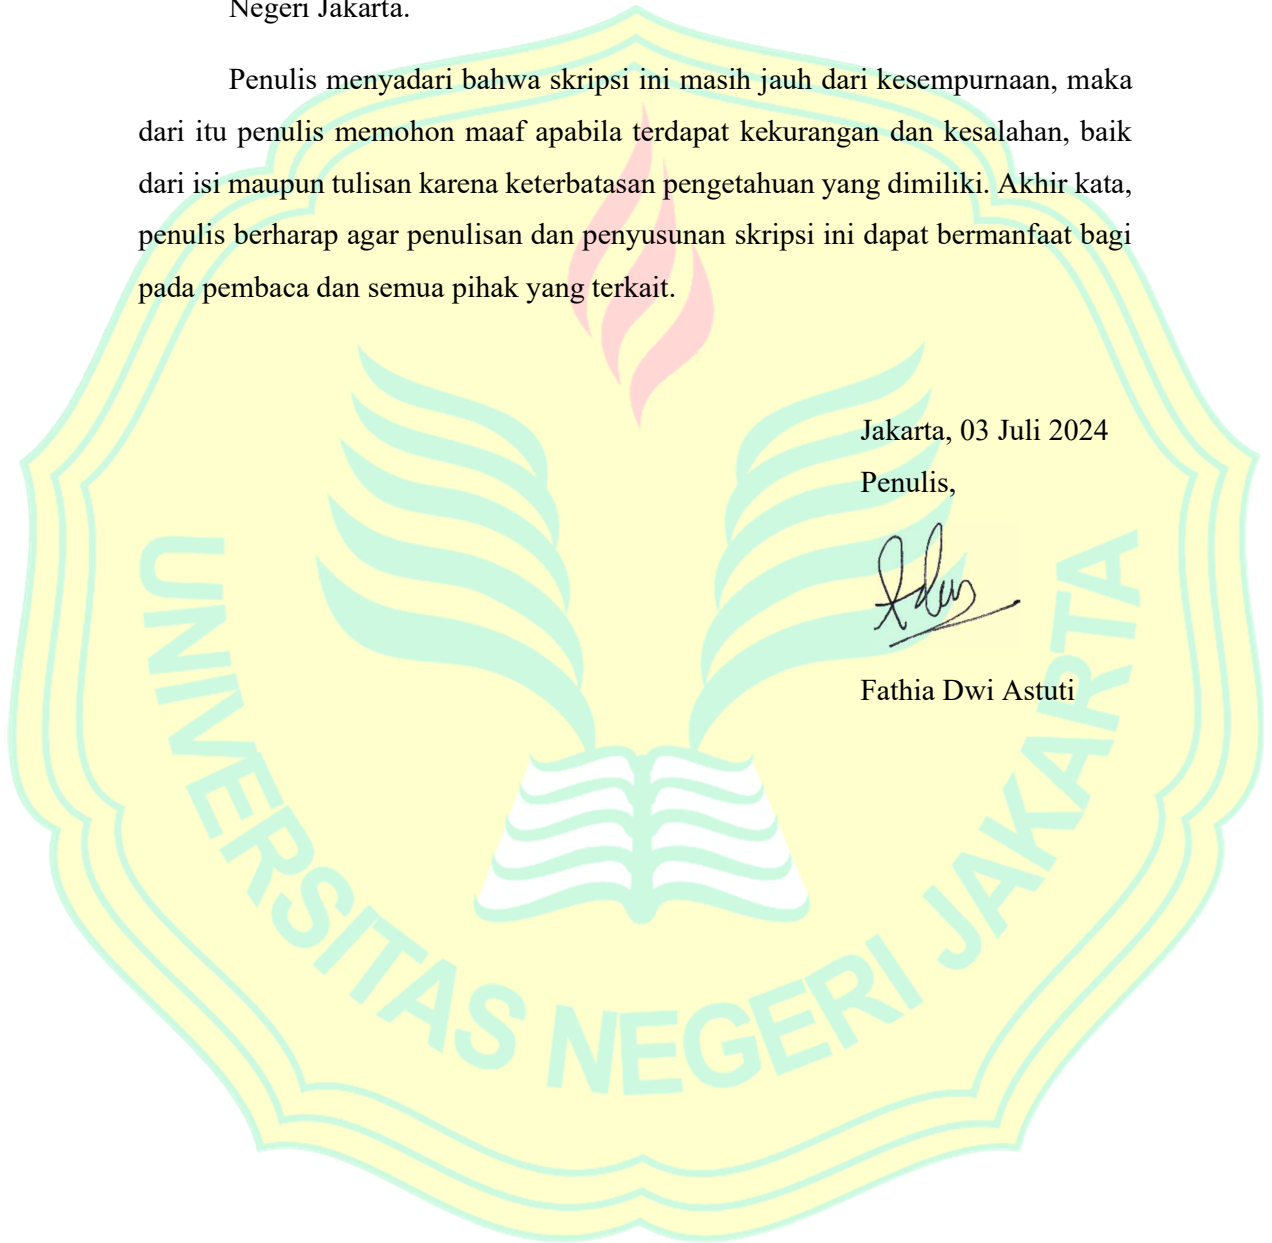 Negeri Jakarta.
Penulis menyadari bahwa skripsi ini masih jauh dari kesempurnaan, maka
dari itu penulis memohon maaf apabila terdapat kekurangan dan kesalahan, baik
dari isi maupun tulisan karena keterbatasan pengetahuan yang dimiliki. Akhir kata,
penulis berharap agar penulisan dan penyusunan skripsi ini dapat bermanfaat bagi
pada pembaca dan semua pihak yang terkait.
Jakarta, 03 Juli 2024
Penulis,
Fathia Dwi Astuti
UNIVERSITAS NEGERI JAKARTA